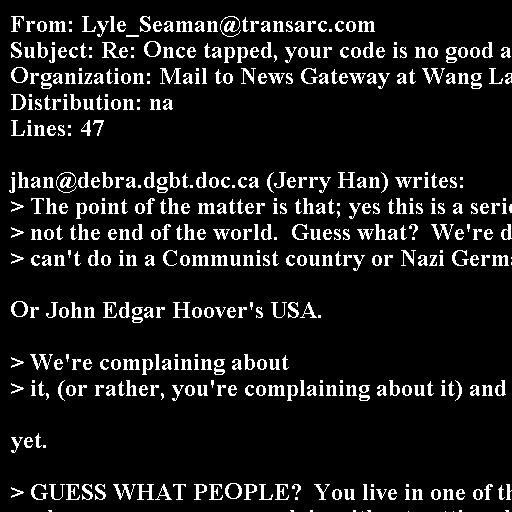 From: Lyle_Seaman@transarc.com
Subject: Re: Once tapped, your code is no good a
Organization: Mail to News Gateway at Wang La
Distribution: na
Lines: 47
jhan@debra.dgbt.doc.ca (Jerry Han) writes:
> The point of the matter is that; yes this is a seri
> not the end of the world.  Guess what?  We're d
> can't do in a Communist country or Nazi Germ
Or John Edgar Hoover's USA.
> We're complaining about
> it, (or rather, you're complaining about it) and
yet.
> GUESS WHAT PEOPLE?  You live in one of th